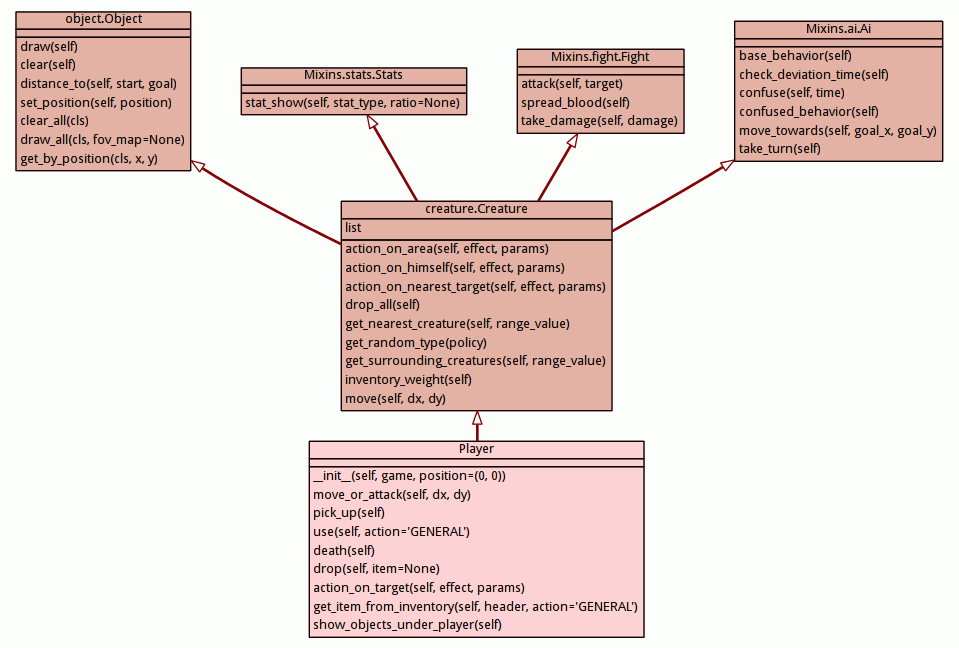 object.Object
draw(self)
clear(self)
distance_to(self, start, goal)
set_position(self, position)
clear_all(cls)
draw_all(cls, fov_map=None)
get_by_position(cls, x, y)
Mixins.stats.Stats
stat_show(self, stat_type, ratio=None)
Mixins.fight.Fight
attack(self, target)
spread_blood(self)
take_damage(self, damage)
Mixins.ai.Ai
base_behavior(self)
check_deviation_time(self)
confuse(self, time)
confused_behavior(self)
move_towards(self, goal_x, goal_y)
take_turn(self)
creature.Creature
list
action_on_area(self, effect, params)
action_on_himself(self, effect, params)
action_on_nearest_target(self, effect, params)
drop_all(self)
get_nearest_creature(self, range_value)
get_random_type(policy)
get_surrounding_creatures(self, range_value)
inventory_weight(self)
move(self, dx, dy)
Player
__init__(self, game, position=(0, 0))
move_or_attack(self, dx, dy)
pick_up(self)
use(self, action='GENERAL')
death(self)
drop(self, item=None)
action_on_target(self, effect, params)
get_item_from_inventory(self, header, action='GENERAL')
show_objects_under_player(self)